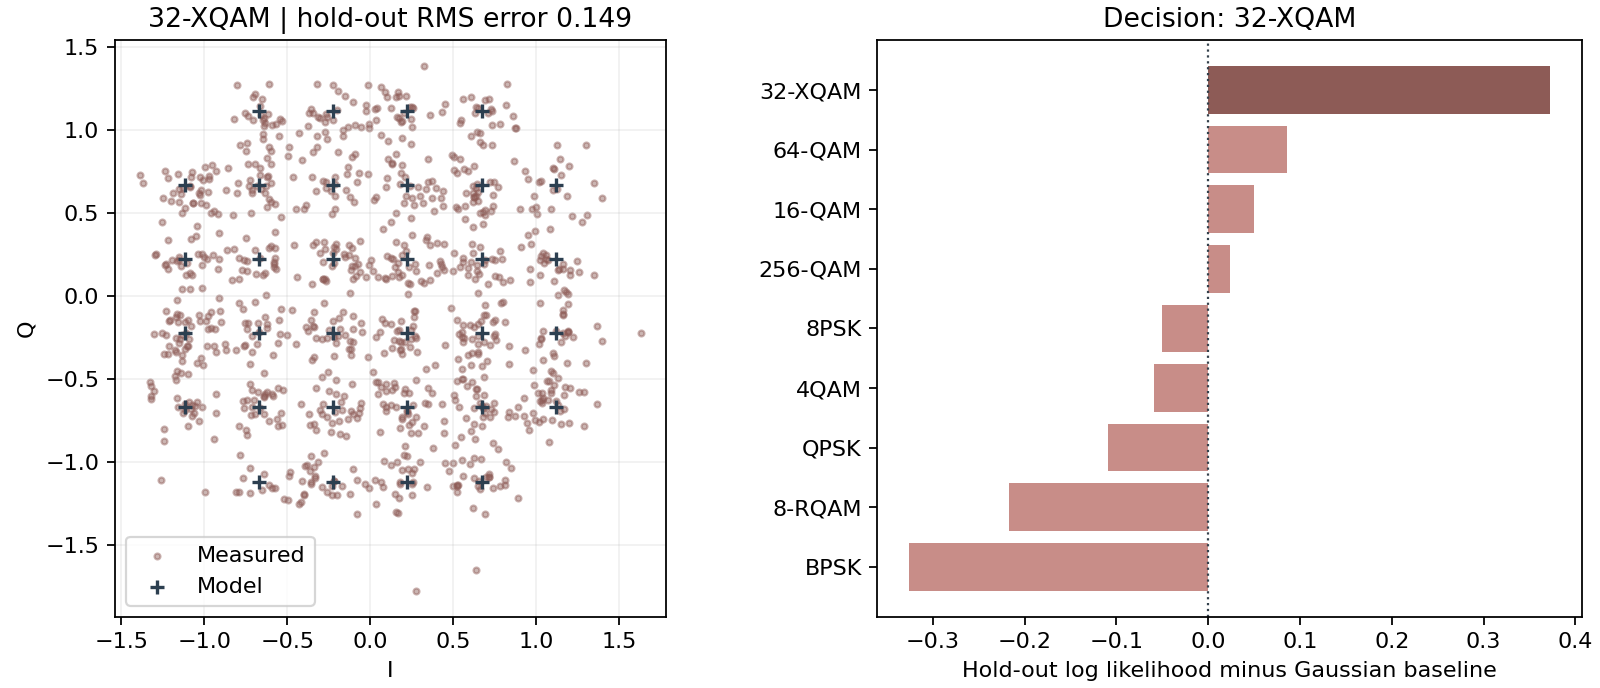 32-XQAM | hold-out RMS error 0.149
1.5
1.0
0.5
0.0
−0.5
−1.0
−1.5
Q
Measured
Model
−1.5
−1.0
−0.5
0.0
0.5
1.0
1.5
I
Decision: 32-XQAM
32-XQAM
64-QAM
16-QAM
256-QAM
8PSK
4QAM
QPSK
8-RQAM
BPSK
−0.3
−0.2
−0.1
0.0
0.1
0.2
0.3
0.4
Hold-out log likelihood minus Gaussian baseline